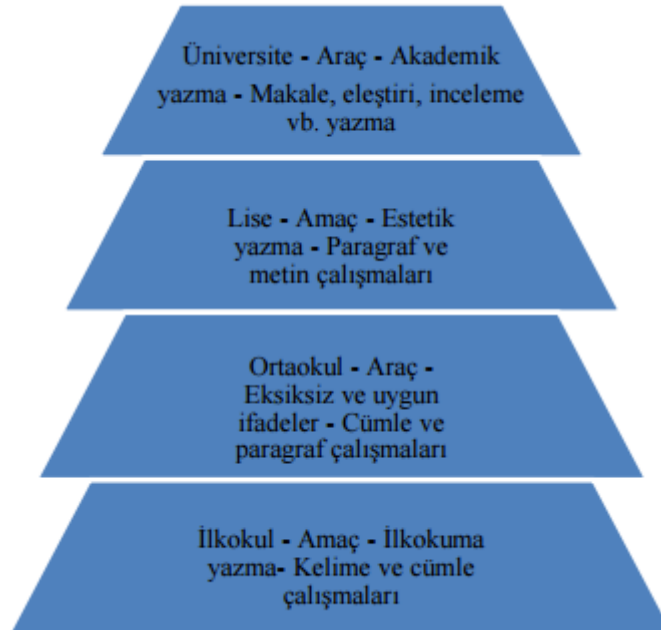 Üniversite - Araç - Akademik
yazma - Makale, eleştiri, inceleme
vb. yazma
Lise - Amaç - Estetik
yazma - Paragraf ve
metin çalışmaları
Ortaokul - Araç -
Eksiksiz ve uygun
ifadeler - Cümle ve
paragraf çalışmaları
İlkokul - Amaç - İlkokuma
yazma- Kelime ve cümle
çalışmaları